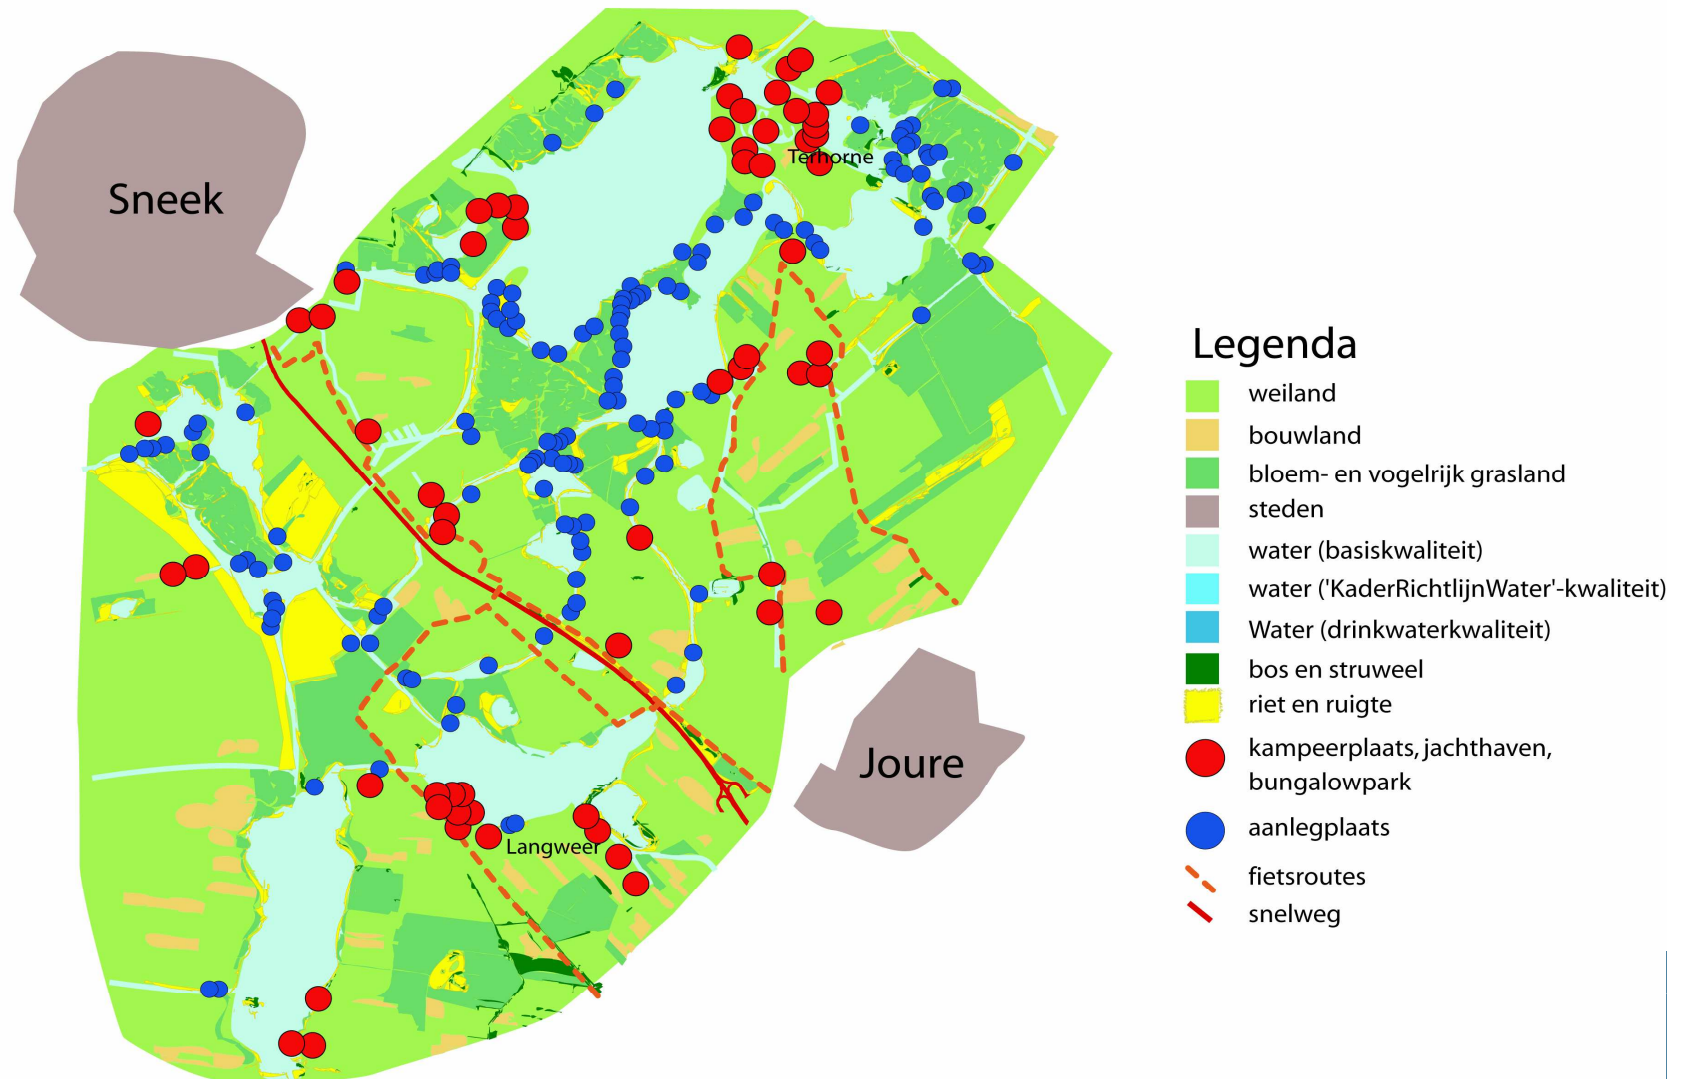 Sneek
Terhorne
Legenda
weiland
bouwland
bloem- en vogelrijk grasland
steden
water (basiskwaliteit)
water ('KaderRichtlijnWater'-kwaliteit)
Water (drinkwaterkwaliteit)
bos en struweel
riet en ruigte
kampeerplaats, jachthaven,
bungalowpark
aanlegplaats
fietsroutes
snelweg
Joure
Langweer